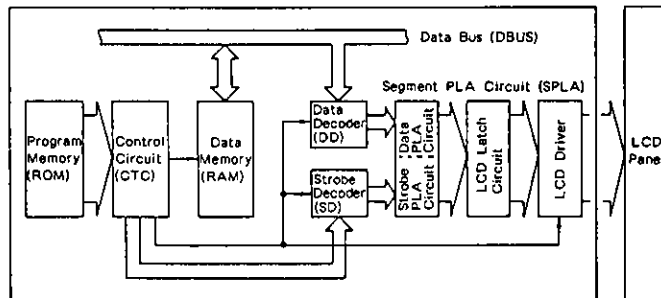 Data Bus (DBUS)
Segment PLA Circuit (SPLA)
Program
Memory
(ROM)
Control
Circuit
(CTC)
Data
Memory
(RAM)
Data
Decoder
(DD)
Strobe
Decoder
(SD)
Data
PLA
Circuit
Strobe
PLA
Circuit
LCD Latch
Circuit
LCD Driver
LCD
Panel